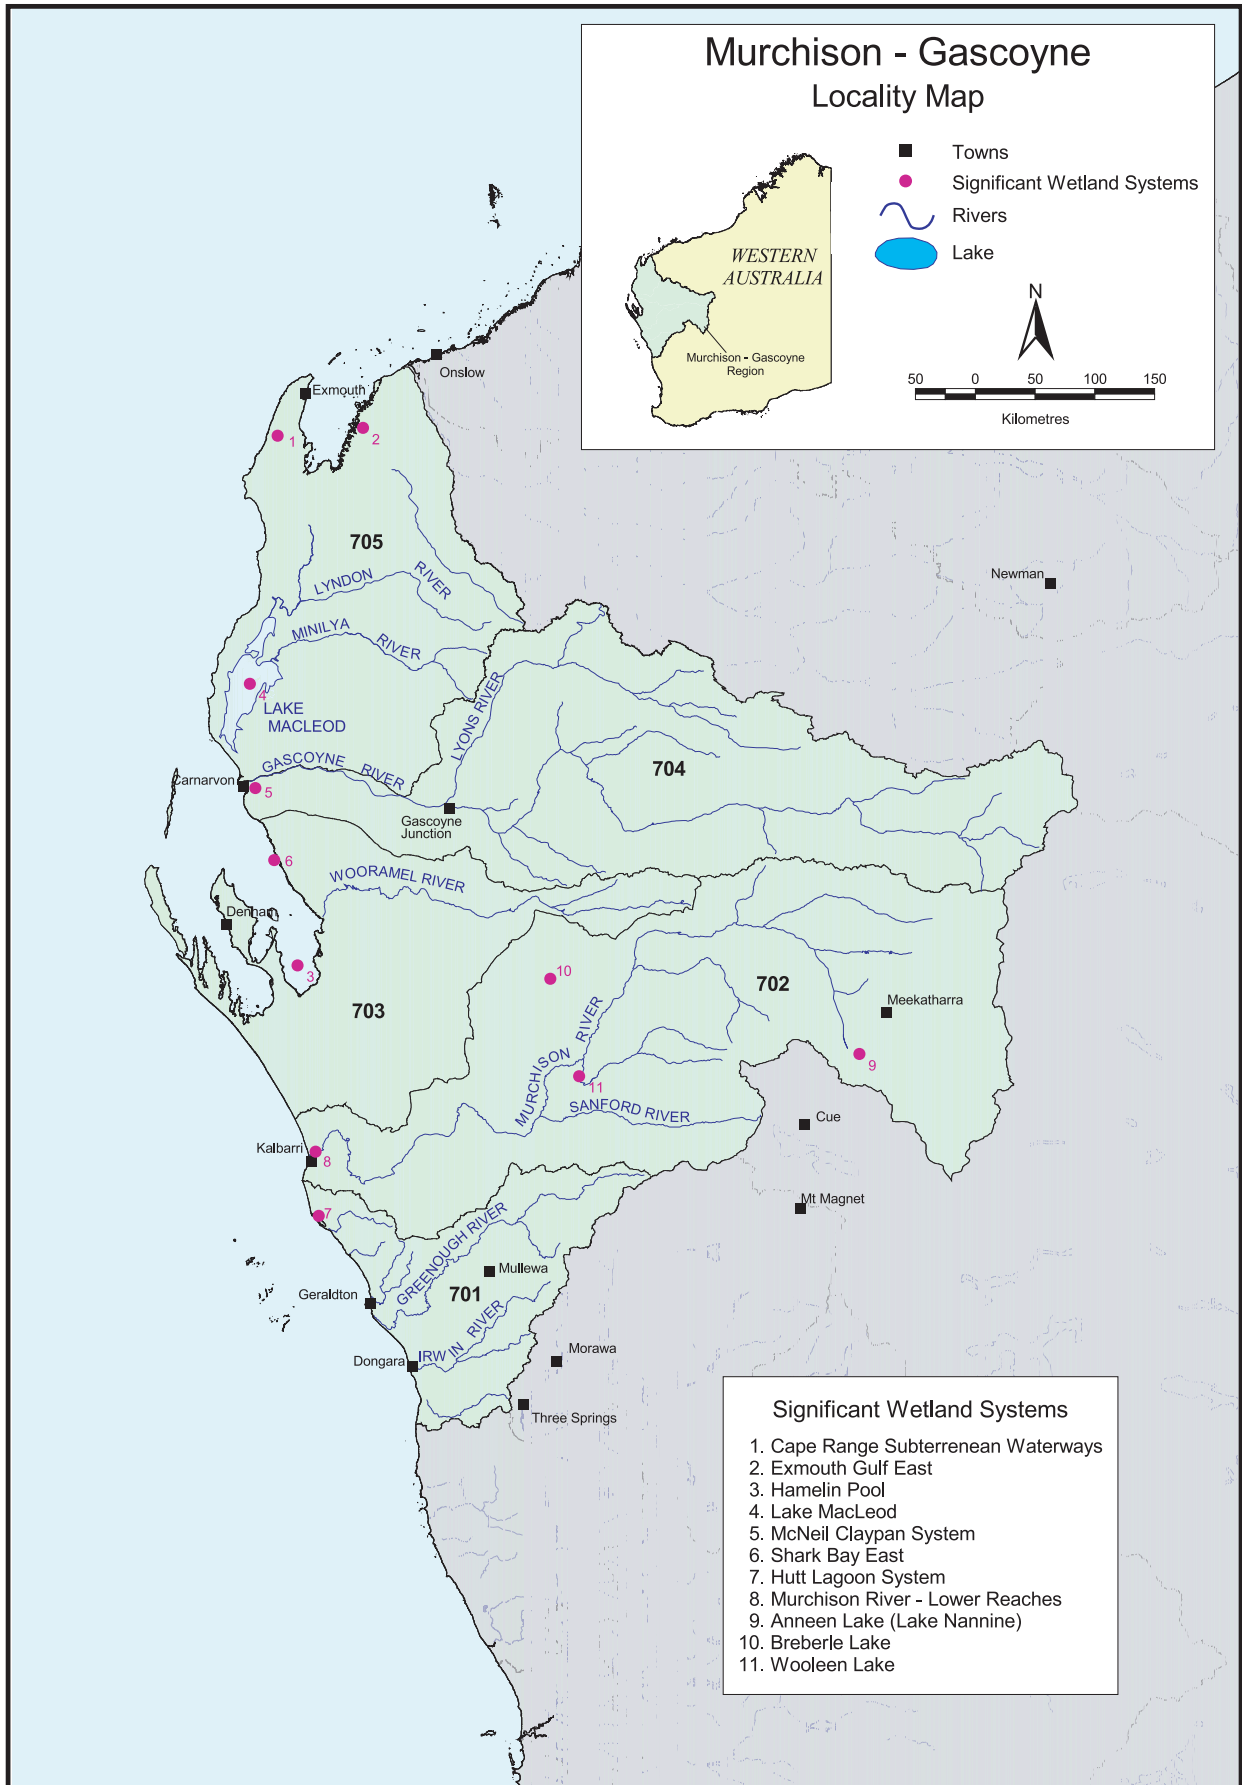 Murchison - Gascoyne
Locality Map
Towns
Significant Wetland Systems
Rivers
Lake
WESTERN
AUSTRALIA
Murchison - Gascoyne
Region
N
50 0 50 100 150
Kilometres
Onslow
Exmouth
1
2
705
LYNDON RIVER
Newman
MINILYA RIVER
4
LAKE
MACLEOD
LYONS RIVER
GASCOYNE RIVER
704
Carnarvon
5
Gascoyne
Junction
6
WOORAMEL RIVER
Denham
3
10
702
703
Meekatharra
MURCHISON RIVER
9
11
SANFORD RIVER
Cue
Kalbarri
8
Mt Magnet
7
GREENOUGH RIVER
Mullewa
Geraldton
701
IRWIN RIVER
Dongara
Morawa
Three Springs
Significant Wetland Systems
1. Cape Range Subterrenean Waterways
2. Exmouth Gulf East
3. Hamelin Pool
4. Lake MacLeod
5. McNeil Claypan System
6. Shark Bay East
7. Hutt Lagoon System
8. Murchison River - Lower Reaches
9. Anneen Lake (Lake Nannine)
10. Breberle Lake
11. Wooleen Lake